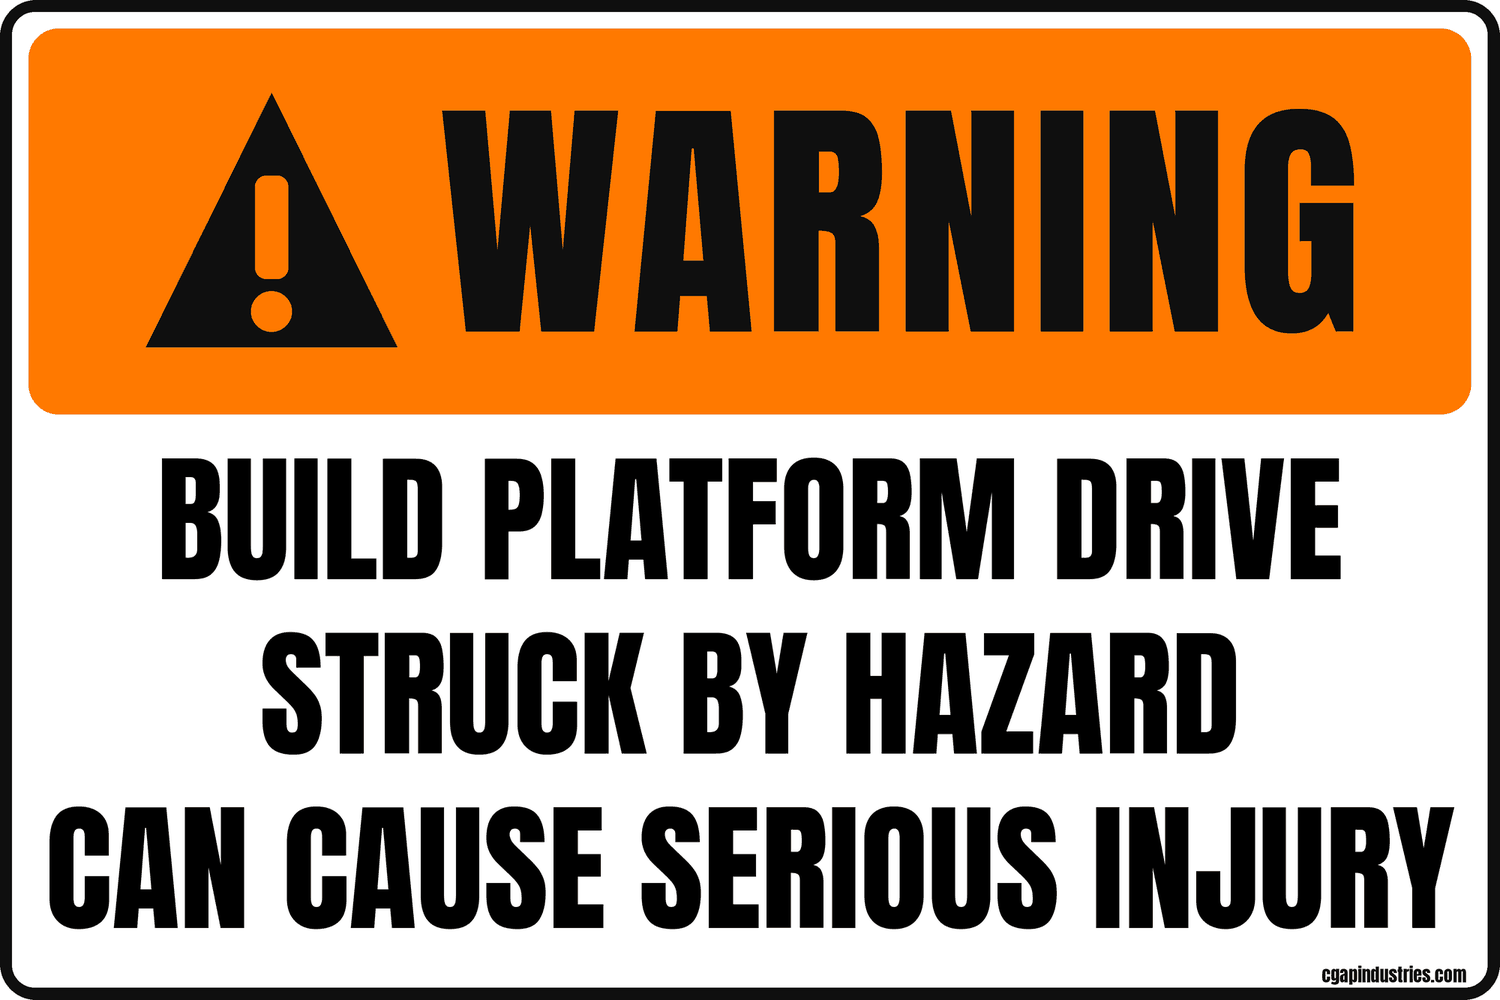 WARNING
BUILD PLATFORM DRIVE
STRUCK BY HAZARD
CAN CAUSE SERIOUS INJURY
cgapindustries.com